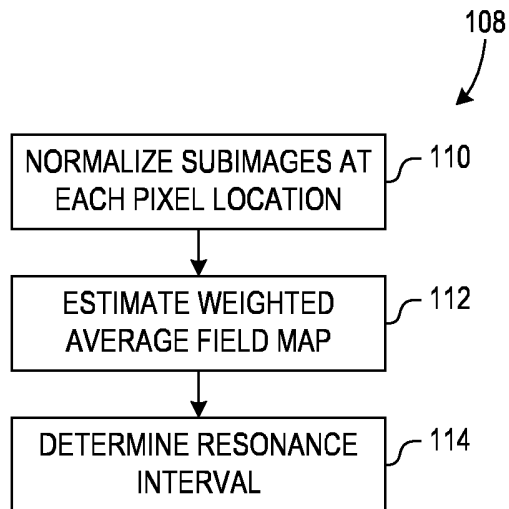 108
NORMALIZE SUBIMAGES AT
EACH PIXEL LOCATION
110
ESTIMATE WEIGHTED
AVERAGE FIELD MAP
112
DETERMINE RESONANCE
INTERVAL
114